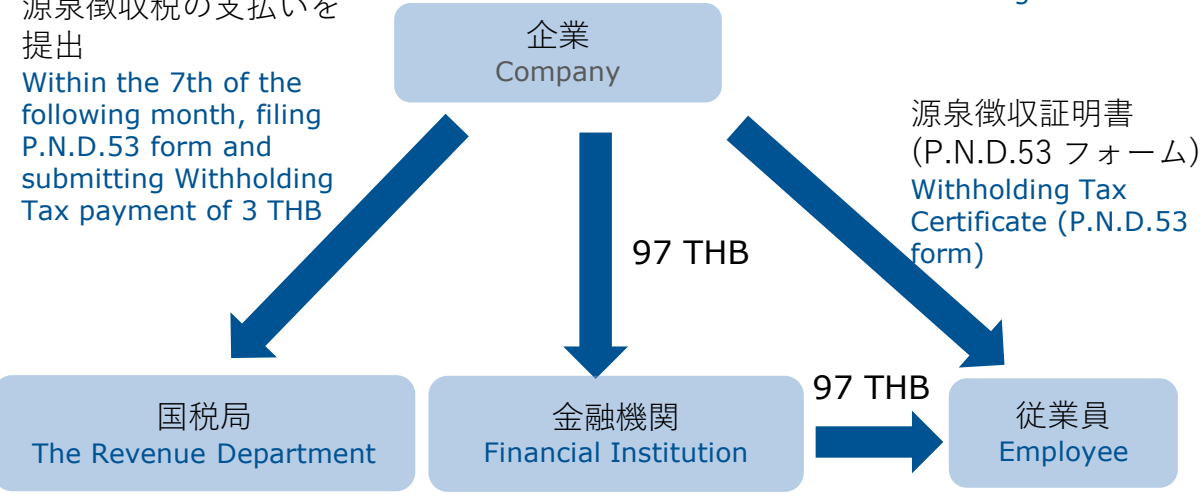 源泉徴収税の支払いを
提出
Within the 7th of the
following month, filing
P.N.D.53 form and
submitting Withholding
Tax payment of 3 THB
企業
Company
源泉徴収証明書
(P.N.D.53 フォーム)
Withholding Tax
Certificate (P.N.D.53
form)
97 THB
97 THB
国税局
The Revenue Department
金融機関
Financial Institution
従業員
Employee